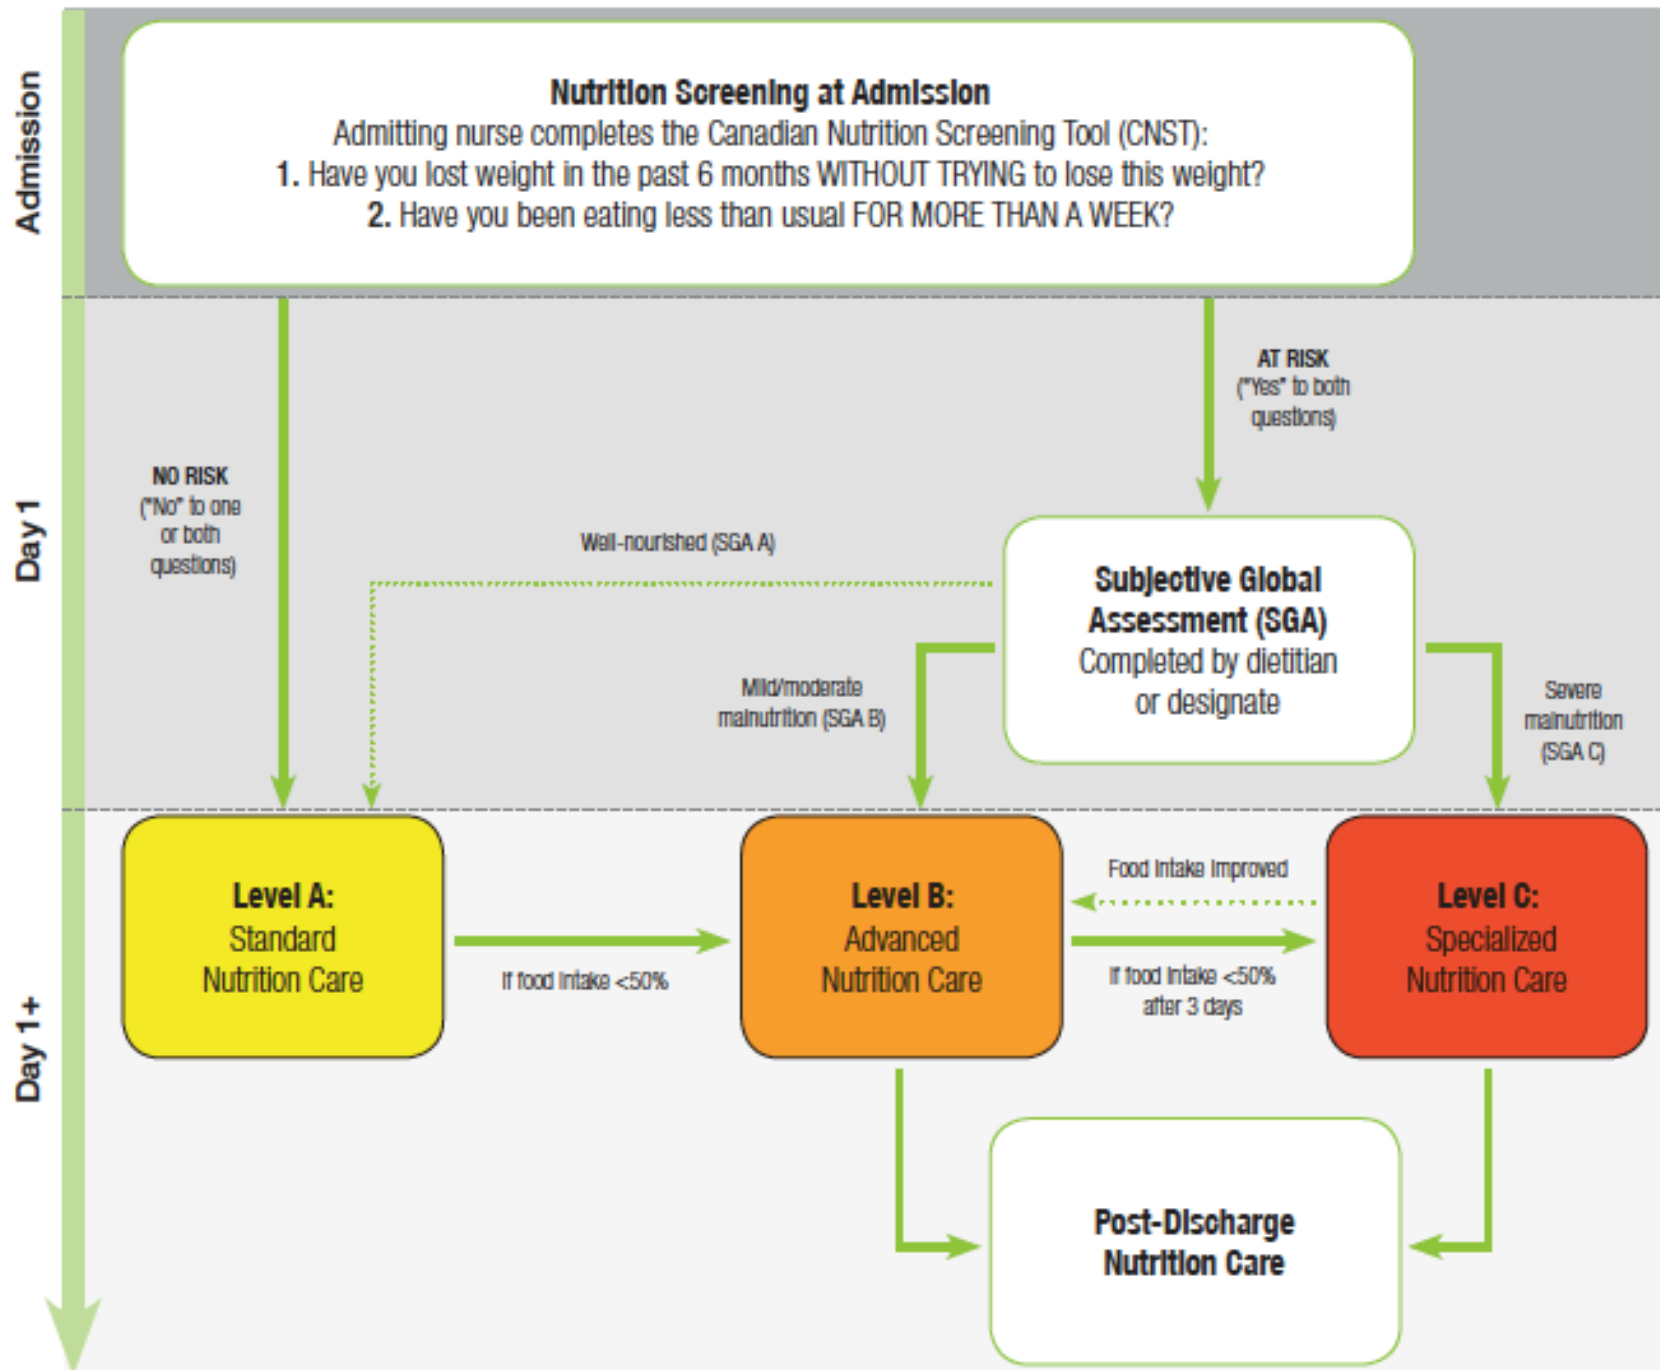 Admission
Nutrition Screening at Admission
Admitting nurse completes the Canadian Nutrition Screening Tool (CNST):
1. Have you lost weight in the past 6 months WITHOUT TRYING to lose this weight?
2. Have you been eating less than usual FOR MORE THAN A WEEK?
Day 1
NO RISK
("No" to one
or both
questions)
AT RISK
("Yes" to both
questions)
Well-nourished (SGA A)
Subjective Global
Assessment (SGA)
Completed by dietitian
or designate
Mild/moderate
malnutrition (SGA B)
Severe
malnutrition
(SGA C)
Day 1+
Level A:
Standard
Nutrition Care
If food intake <50%
Level B:
Advanced
Nutrition Care
Food intake improved
If food intake <50%
after 3 days
Level C:
Specialized
Nutrition Care
Post-Discharge
Nutrition Care